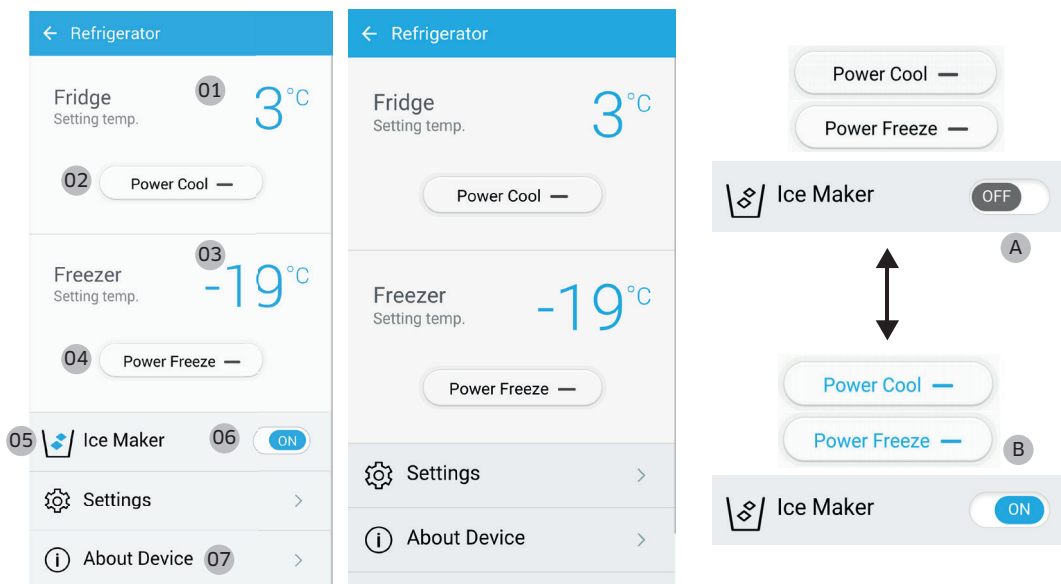 ← Refrigerator
01
Fridge
Setting temp.
3°C
02
Power Cool —
03
Freezer
Setting temp.
-19°C
04
Power Freeze —
05
Ice Maker
06
ON
Settings
About Device
07
← Refrigerator
Fridge
Setting temp.
3°C
Power Cool —
Freezer
Setting temp.
-19°C
Power Freeze —
Settings
About Device
Power Cool —
Power Freeze —
Ice Maker
OFF
A
Power Cool —
Power Freeze —
B
Ice Maker
ON